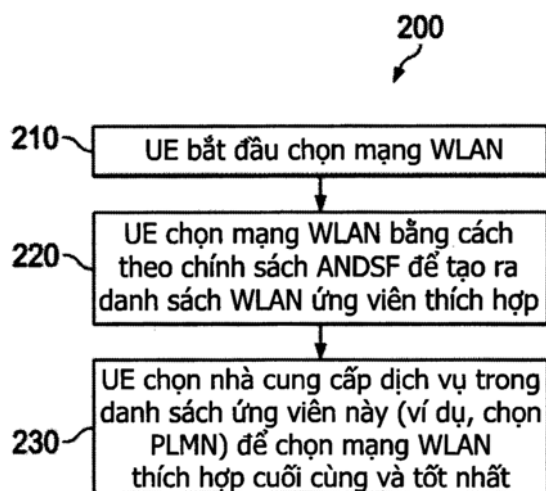 200
210
UE bắt đầu chọn mạng WLAN
220
UE chọn mạng WLAN bằng cách
theo chính sách ANDSF để tạo ra
danh sách WLAN ứng viên thích hợp
230
UE chọn nhà cung cấp dịch vụ trong
danh sách ứng viên này (ví dụ, chọn
PLMN) để chọn mạng WLAN
thích hợp cuối cùng và tốt nhất